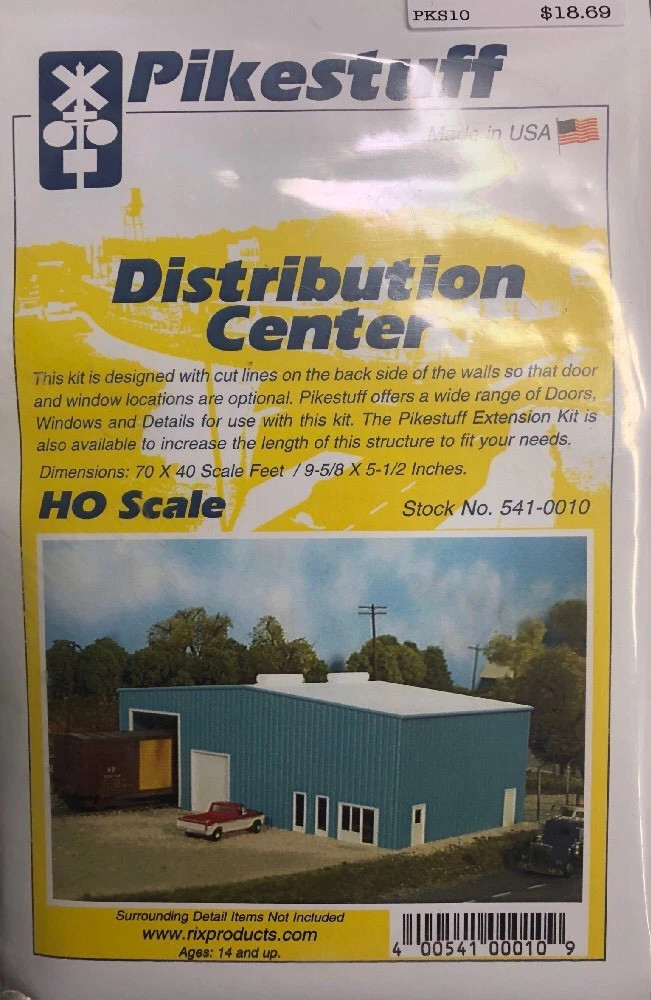 PKS10 $18.69
Pikestuff
Made in USA
Distribution
Center
This kit is designed with cut lines on the back side of the walls so that door
and window locations are optional. Pikestuff offers a wide range of Doors,
Windows and Details for use with this kit. The Pikestuff Extension Kit is
also available to increase the length of this structure to fit your needs.
Dimensions: 70 X 40 Scale Feet / 9-5/8 X 5-1/2 Inches.
HO Scale Stock No. 541-0010
Surrounding Detail Items Not Included
www.rixproducts.com
Ages: 14 and up.
4 00541 00010 9